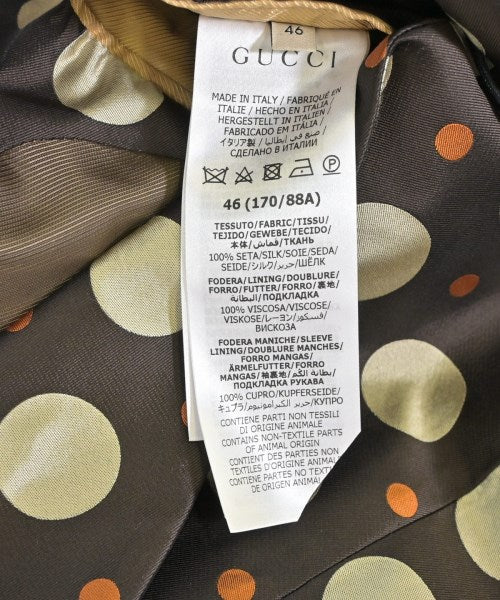 46
GUCCI
MADE IN ITALY / FABRIQUÉ EN
ITALIE / HECHO EN ITALIA/
HERGESTELLT IN ITALIEN/
FABRICADO EM ITÁLIA/
イタリア製 / صنع في إيطاليا /
СДЕЛАНО В ИТАЛИИ
46 (170/88A)
TESSUTO/FABRIC/TISSU/
TEJIDO/GEWEBE/TECIDO/
本体/قماش/ТКАНЬ
100% SETA/SILK/SOIE/SEDA/
SEIDE/シルク/حرير/ШЁЛК
FODERA/LINING/DOUBLURE/
FORRO/FUTTER/FORRO/裏地/
البطانة/ПОДКЛАДКА
100% VISCOSA/VISCOSE/
VISKOSE/レーヨン/فسكوز/
ВИСКОЗА
FODERA MANICHE/SLEEVE
LINING/DOUBLURE MANCHES/
FORRO MANGAS/
ÄRMELFUTTER/FORRO
MANGAS/袖裏地/بطانة الكم/
ПОДКЛАДКА РУКАВА
100% CUPRO/KUPFERSEIDE/
キュプラ/حرير الكبرامونيوم/КУПРО
CONTIENE PARTI NON TESSILI
DI ORIGINE ANIMALE
CONTAINS NON-TEXTILE PARTS
OF ANIMAL ORIGIN
CONTIENT DES PARTIES NON
TEXTILES D'ORIGINE ANIMALE
CONTIENE PARTES NO TEXTILES
DE ORIGEN ANIMAL